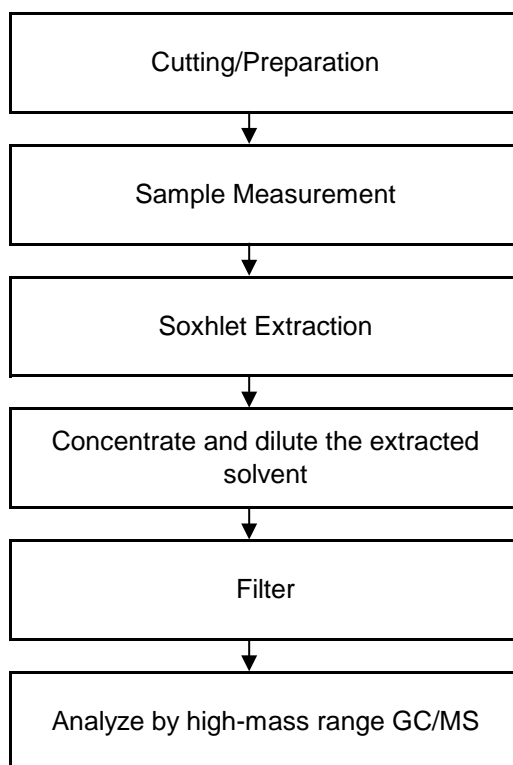 Cutting/Preparation
Sample Measurement
Soxhlet Extraction
Concentrate and dilute the extracted
solvent
Filter
Analyze by high-mass range GC/MS